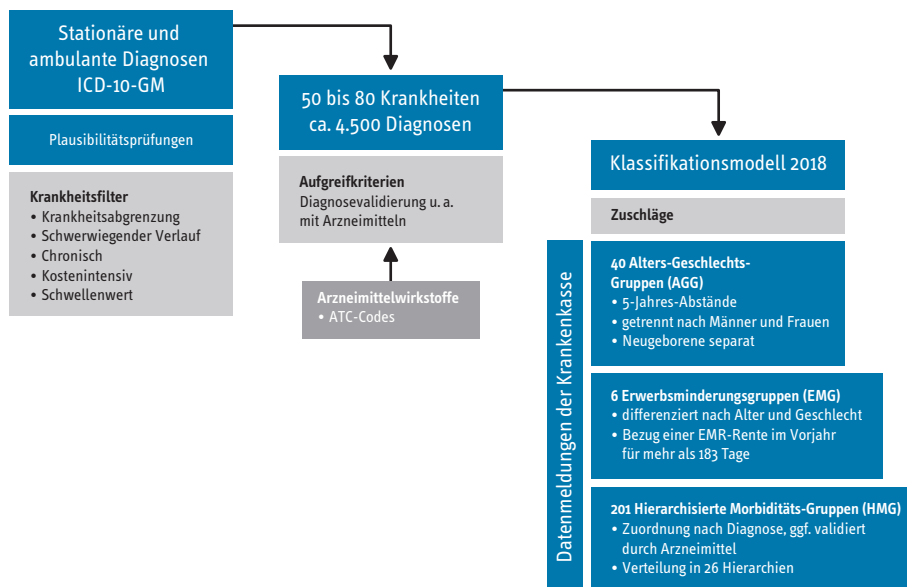 Stationäre und
ambulante Diagnosen
ICD-10-GM
Plausibilitätsprüfungen
Krankheitsfilter
• Krankheitsabgrenzung
• Schwerwiegender Verlauf
• Chronisch
• Kostenintensiv
• Schwellenwert
50 bis 80 Krankheiten
ca. 4.500 Diagnosen
Aufgreifkriterien
Diagnosevalidierung u. a.
mit Arzneimitteln
Arzneimittelwirkstoffe
• ATC-Codes
Klassifikationsmodell 2018
Zuschläge
Datenmeldungen der Krankenkasse
40 Alters-Geschlechts-
Gruppen (AGG)
• 5-Jahres-Abstände
• getrennt nach Männer und Frauen
• Neugeborene separat
6 Erwerbsminderungsgruppen (EMG)
• differenziert nach Alter und Geschlecht
• Bezug einer EMR-Rente im Vorjahr
für mehr als 183 Tage
201 Hierarchisierte Morbiditäts-Gruppen (HMG)
• Zuordnung nach Diagnose, ggf. validiert
durch Arzneimittel
• Verteilung in 26 Hierarchien